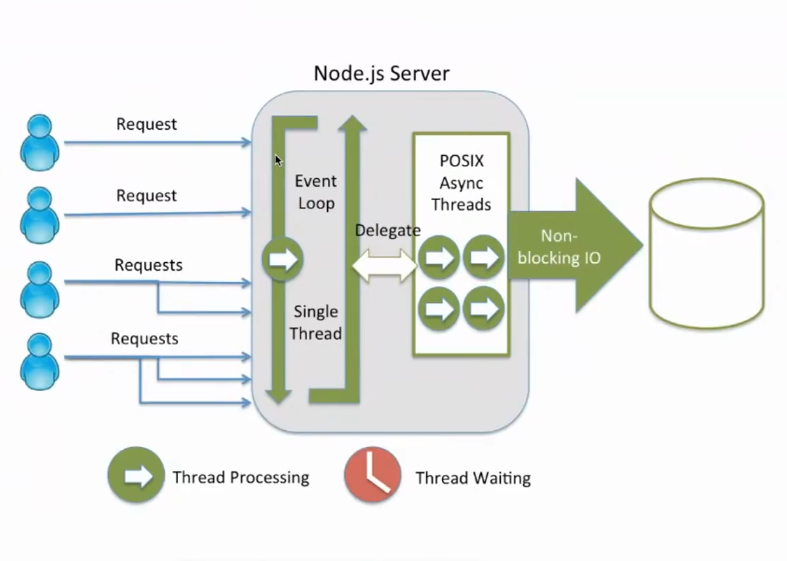 Node.js Server
Request
Request
Requests
Requests
Event
Loop
Single
Thread
Delegate
POSIX
Async
Threads
Non-
blocking IO
Thread Processing
Thread Waiting